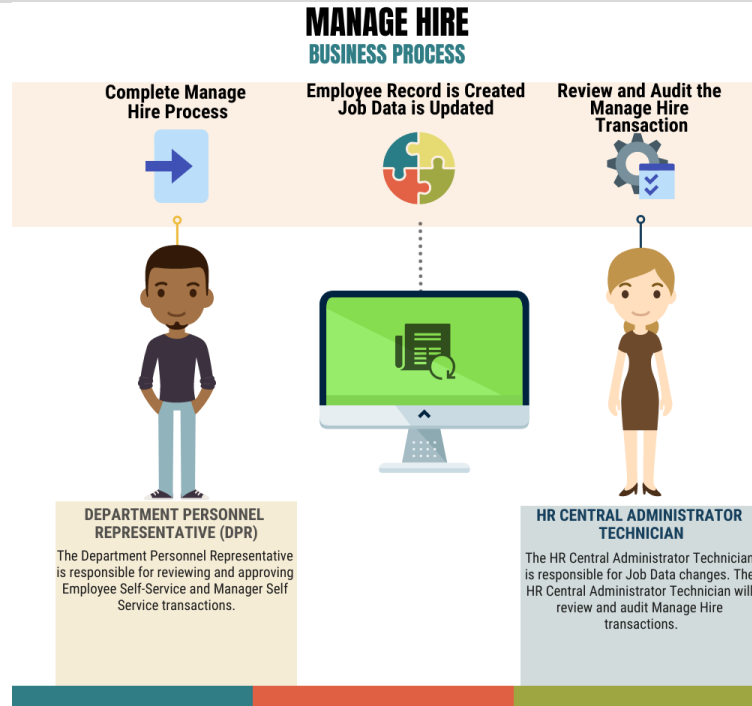 MANAGE HIRE
BUSINESS PROCESS
Complete Manage
Hire Process
Employee Record is Created
Job Data is Updated
Review and Audit the
Manage Hire
Transaction
DEPARTMENT PERSONNEL
REPRESENTATIVE (DPR)
The Department Personnel Representative
is responsible for reviewing and approving
Employee Self-Service and Manager Self
Service transactions.
HR CENTRAL ADMINISTRATOR
TECHNICIAN
The HR Central Administrator Technician
is responsible for Job Data changes. The
HR Central Administrator Technician will
review and audit Manage Hire
transactions.